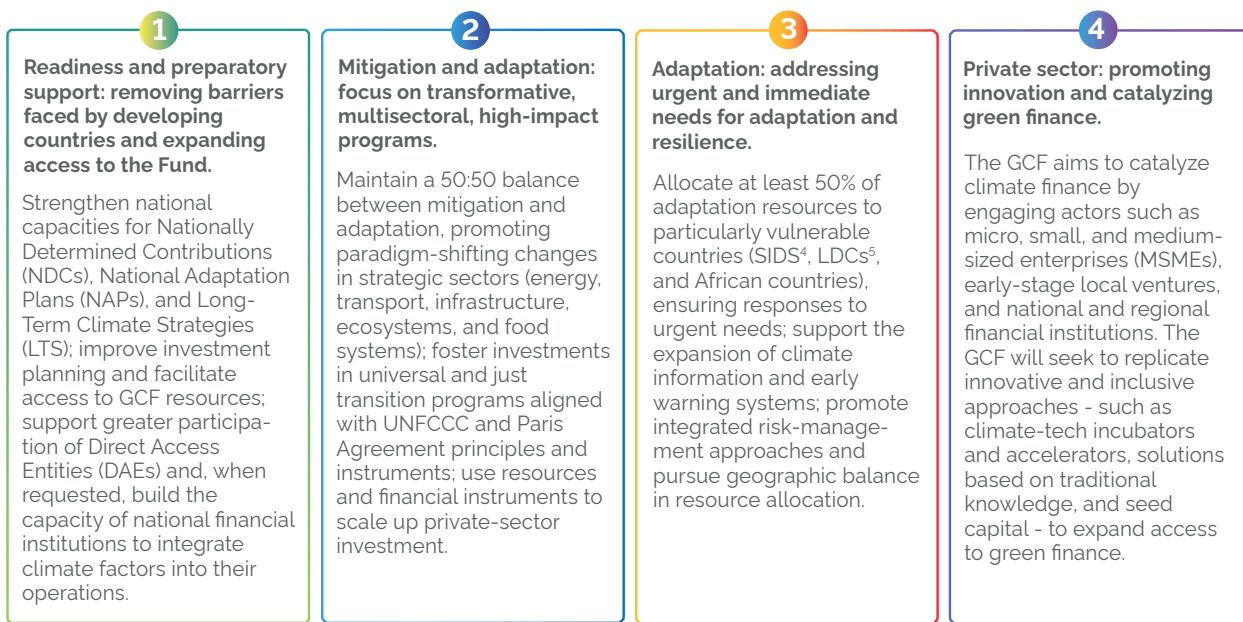 1
Readiness and preparatory
support: removing barriers
faced by developing
countries and expanding
access to the Fund.
Strengthen national
capacities for Nationally
Determined Contributions
(NDCs), National Adaptation
Plans (NAPs), and Long-
Term Climate Strategies
(LTS); improve investment
planning and facilitate
access to GCF resources;
support greater participa-
tion of Direct Access
Entities (DAEs) and, when
requested, build the
capacity of national financial
institutions to integrate
climate factors into their
operations.
2
Mitigation and adaptation:
focus on transformative,
multisectoral, high-impact
programs.
Maintain a 50:50 balance
between mitigation and
adaptation, promoting
paradigm-shifting changes
in strategic sectors (energy,
transport, infrastructure,
ecosystems, and food
systems); foster investments
in universal and just
transition programs aligned
with UNFCCC and Paris
Agreement principles and
instruments; use resources
and financial instruments to
scale up private-sector
investment.
3
Adaptation: addressing
urgent and immediate
needs for adaptation and
resilience.
Allocate at least 50% of
adaptation resources to
particularly vulnerable
countries (SIDS⁴, LDCs⁵,
and African countries),
ensuring responses to
urgent needs; support the
expansion of climate
information and early
warning systems; promote
integrated risk-manage-
ment approaches and
pursue geographic balance
in resource allocation.
4
Private sector: promoting
innovation and catalyzing
green finance.
The GCF aims to catalyze
climate finance by
engaging actors such as
micro, small, and medium-
sized enterprises (MSMEs),
early-stage local ventures,
and national and regional
financial institutions. The
GCF will seek to replicate
innovative and inclusive
approaches - such as
climate-tech incubators
and accelerators, solutions
based on traditional
knowledge, and seed
capital - to expand access
to green finance.